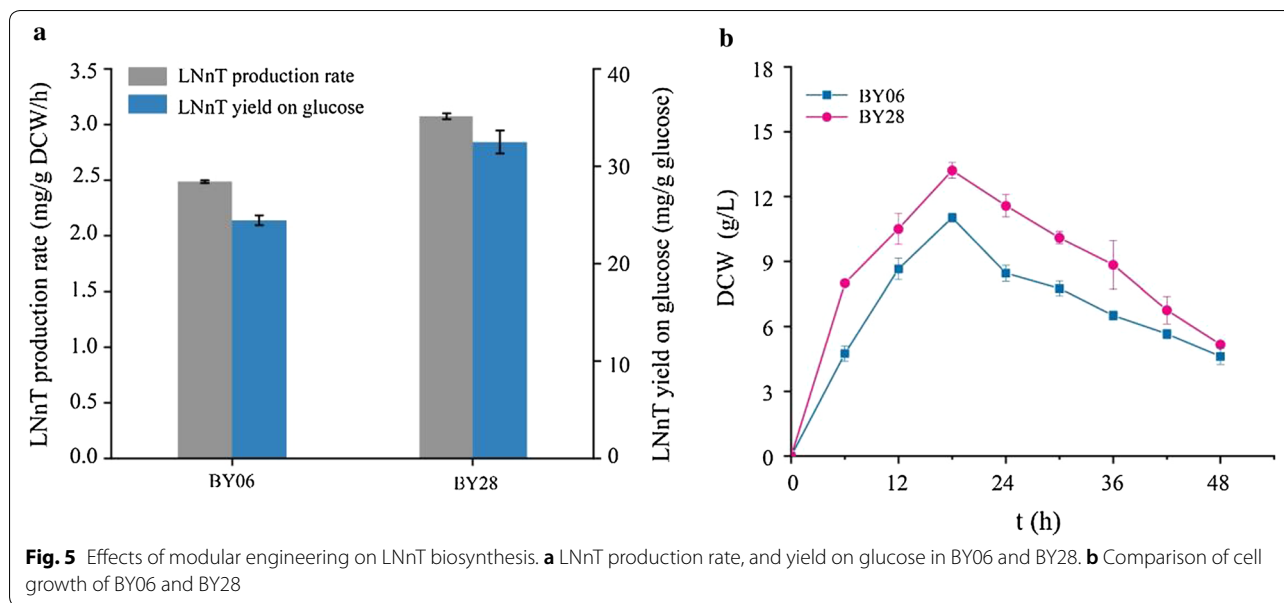 a
LNnT production rate (mg/g DCW/h)
3.5
3.0
2.5
2.0
1.5
1.0
0.5
0.0
LNnT production rate
LNnT yield on glucose
BY06
BY28
40
30
20
10
0
LNnT yield on glucose (mg/g glucose)
b
DCW (g/L)
18
15
12
9
6
3
0
BY06
BY28
0 12 24 36 48
t (h)
Fig. 5 Effects of modular engineering on LNnT biosynthesis. a LNnT production rate, and yield on glucose in BY06 and BY28. b Comparison of cell
growth of BY06 and BY28